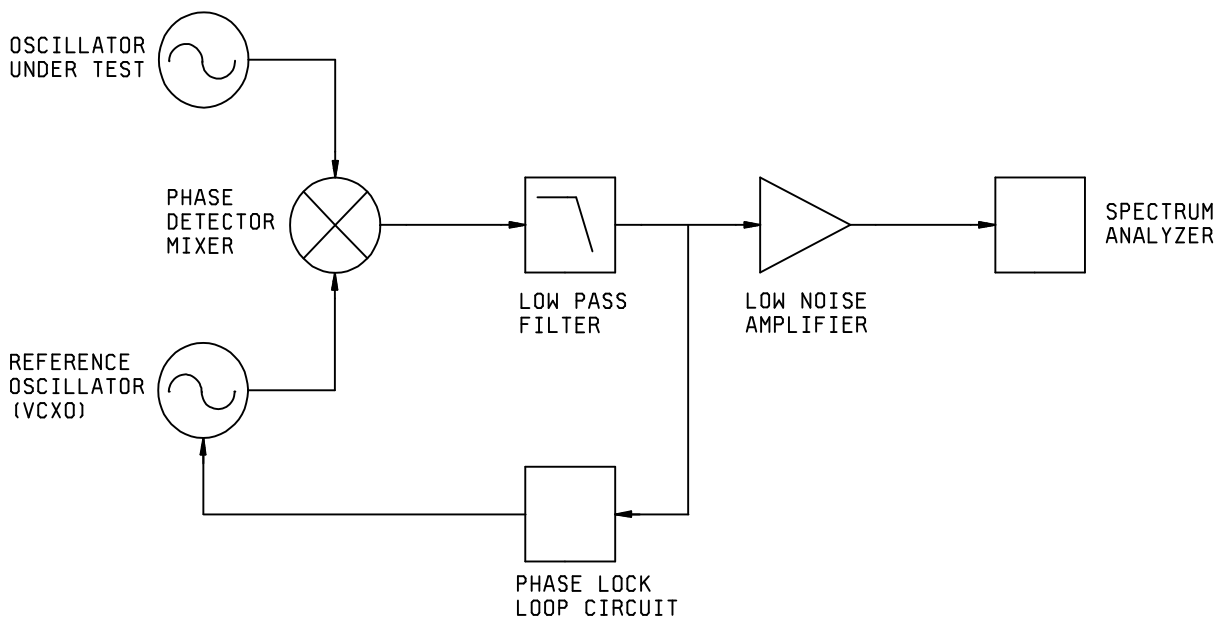 OSCILLATOR
UNDER TEST
PHASE
DETECTOR
MIXER
LOW PASS
FILTER
LOW NOISE
AMPLIFIER
SPECTRUM
ANALYZER
REFERENCE
OSCILLATOR
(VCXO)
PHASE LOCK
LOOP CIRCUIT